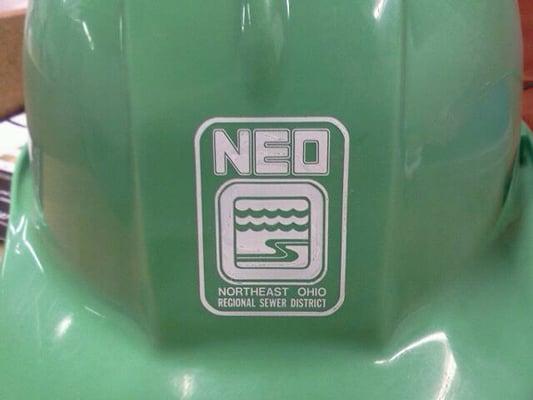 NEO
NORTHEAST OHIO
REGIONAL SEWER DISTRICT